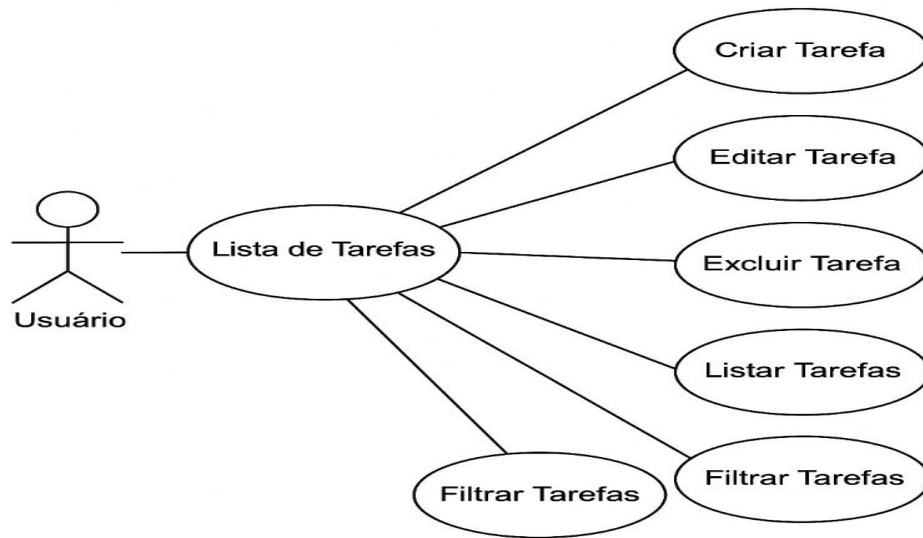 Criar Tarefa
Editar Tarefa
Lista de Tarefas
Excluir Tarefa
Usuário
Listar Tarefas
Filtrar Tarefas
Filtrar Tarefas